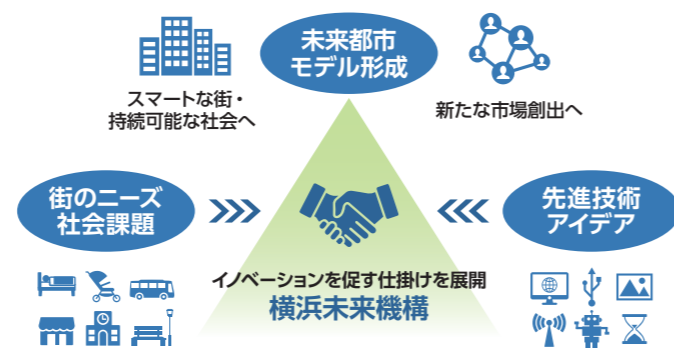 未来都市
モデル形成
スマートな街・
持続可能な社会へ
新たな市場創出へ
街のニーズ
社会課題
先進技術
アイデア
イノベーションを促す仕掛けを展開
横浜未来機構